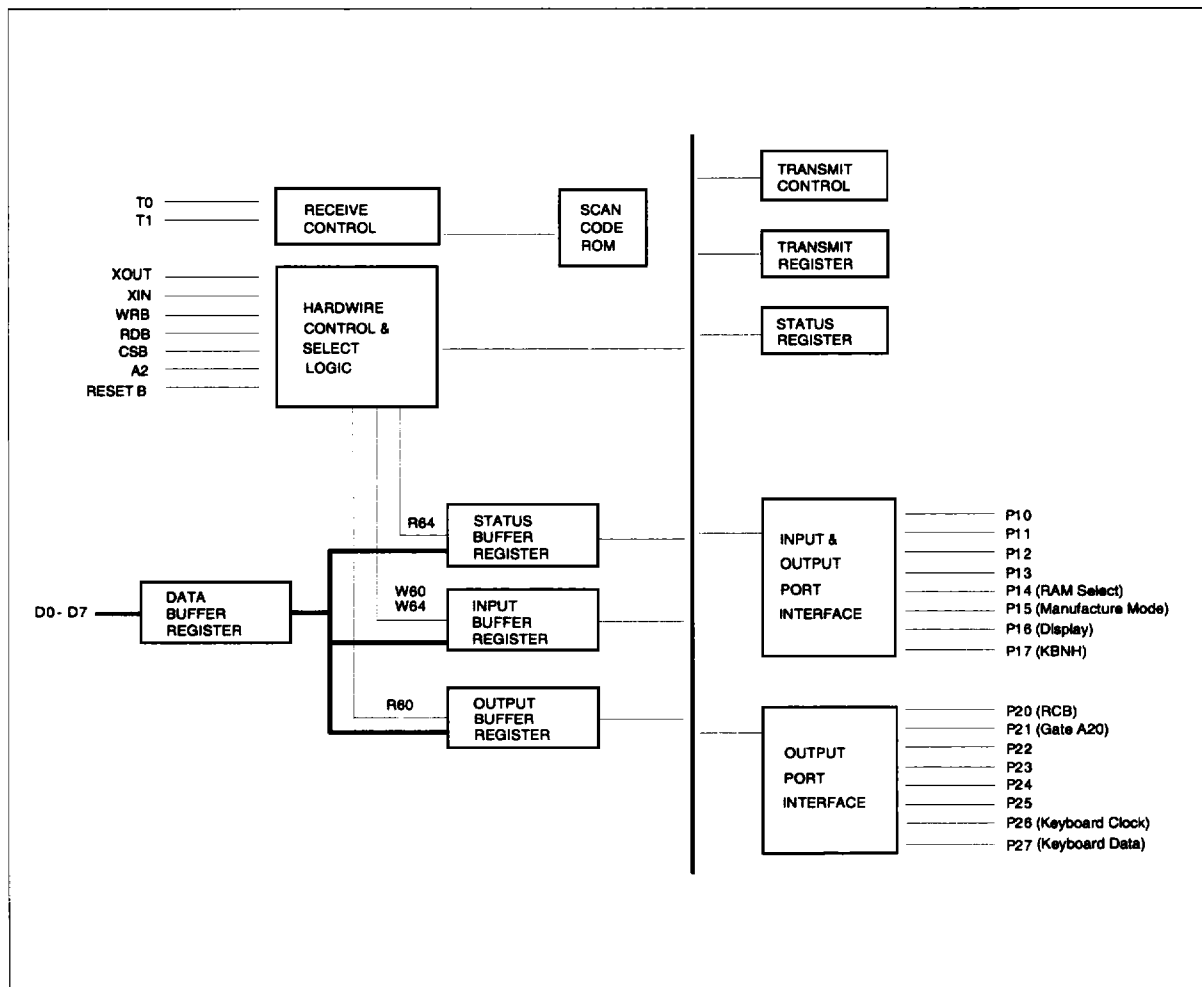 T0
T1
RECEIVE
CONTROL
SCAN
CODE
ROM
TRANSMIT
CONTROL
TRANSMIT
REGISTER
STATUS
REGISTER
XOUT
XIN
WRB
RDB
CSB
A2
RESET B
HARDWIRE
CONTROL &
SELECT
LOGIC
R64
STATUS
BUFFER
REGISTER
D0 - D7
DATA
BUFFER
REGISTER
W60
W64
INPUT
BUFFER
REGISTER
R60
OUTPUT
BUFFER
REGISTER
INPUT &
OUTPUT
PORT
INTERFACE
P10
P11
P12
P13
P14 (RAM Select)
P15 (Manufacture Mode)
P16 (Display)
P17 (KBNH)
OUTPUT
PORT
INTERFACE
P20 (RCB)
P21 (Gate A20)
P22
P23
P24
P25
P26 (Keyboard Clock)
P27 (Keyboard Data)